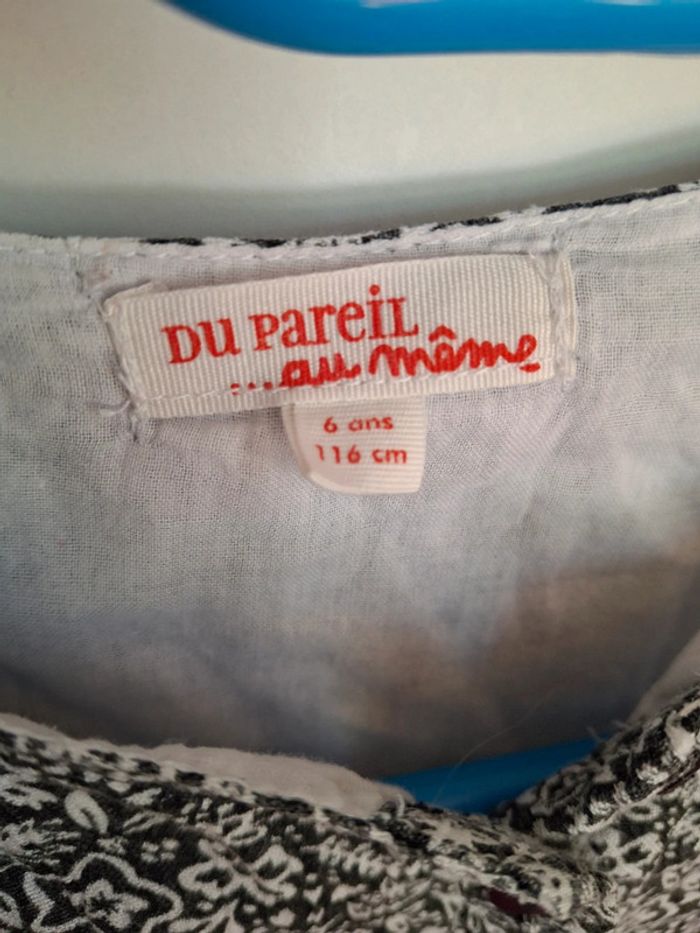 DU PAREIL
...au même
6 ans
116 cm